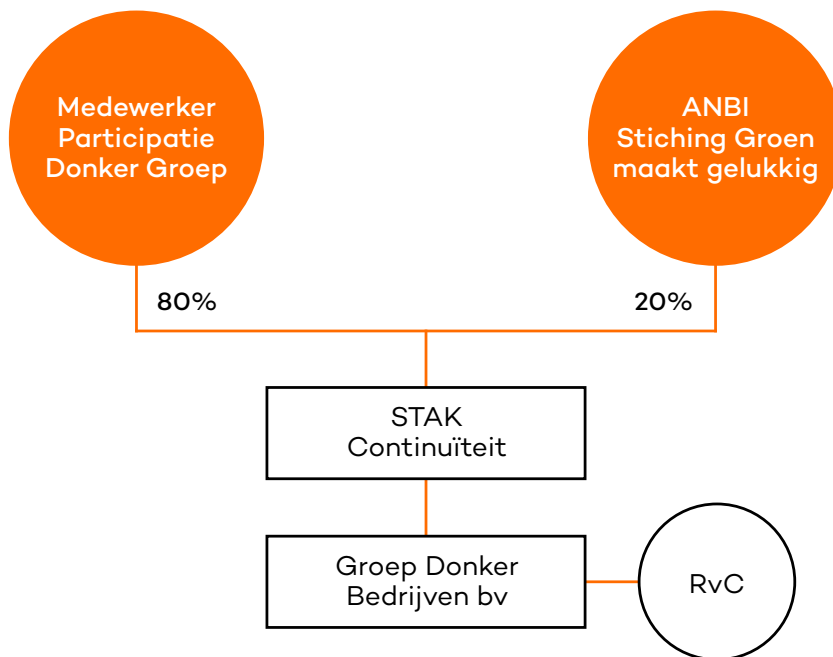 Medewerker
Participatie
Donker Groep
ANBI
Stiching Groen
maakt gelukkig
80%
20%
STAK
Continuïteit
Groep Donker
Bedrijven bv
RvC